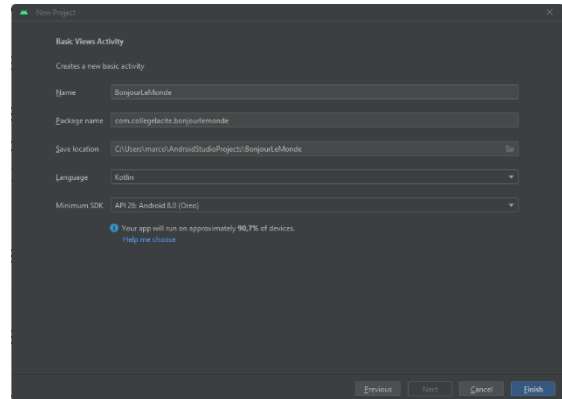 New Project
Basic Views Activity
Creates a new basic activity
Name BonjourLeMonde
Package name com.collegelacite.bonjourlemonde
Save location C:\Users\marco\AndroidStudioProjects\BonjourLeMonde
Language Kotlin
Minimum SDK API 26: Android 8.0 (Oreo)
Your app will run on approximately 90,7% of devices.
Help me choose
Previous Next Cancel Finish